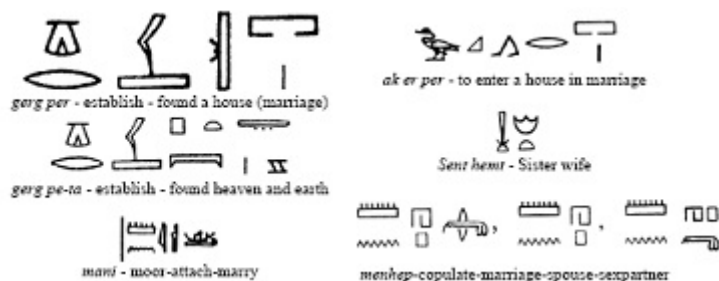 gerg per - establish - found a house (marriage)
ak er per - to enter a house in marriage
gerg pe-ta - establish - found heaven and earth
Sent hemt - Sister wife
mani - moor-attach-marry
menhep-copulate-marriage-spouse-sexpartner